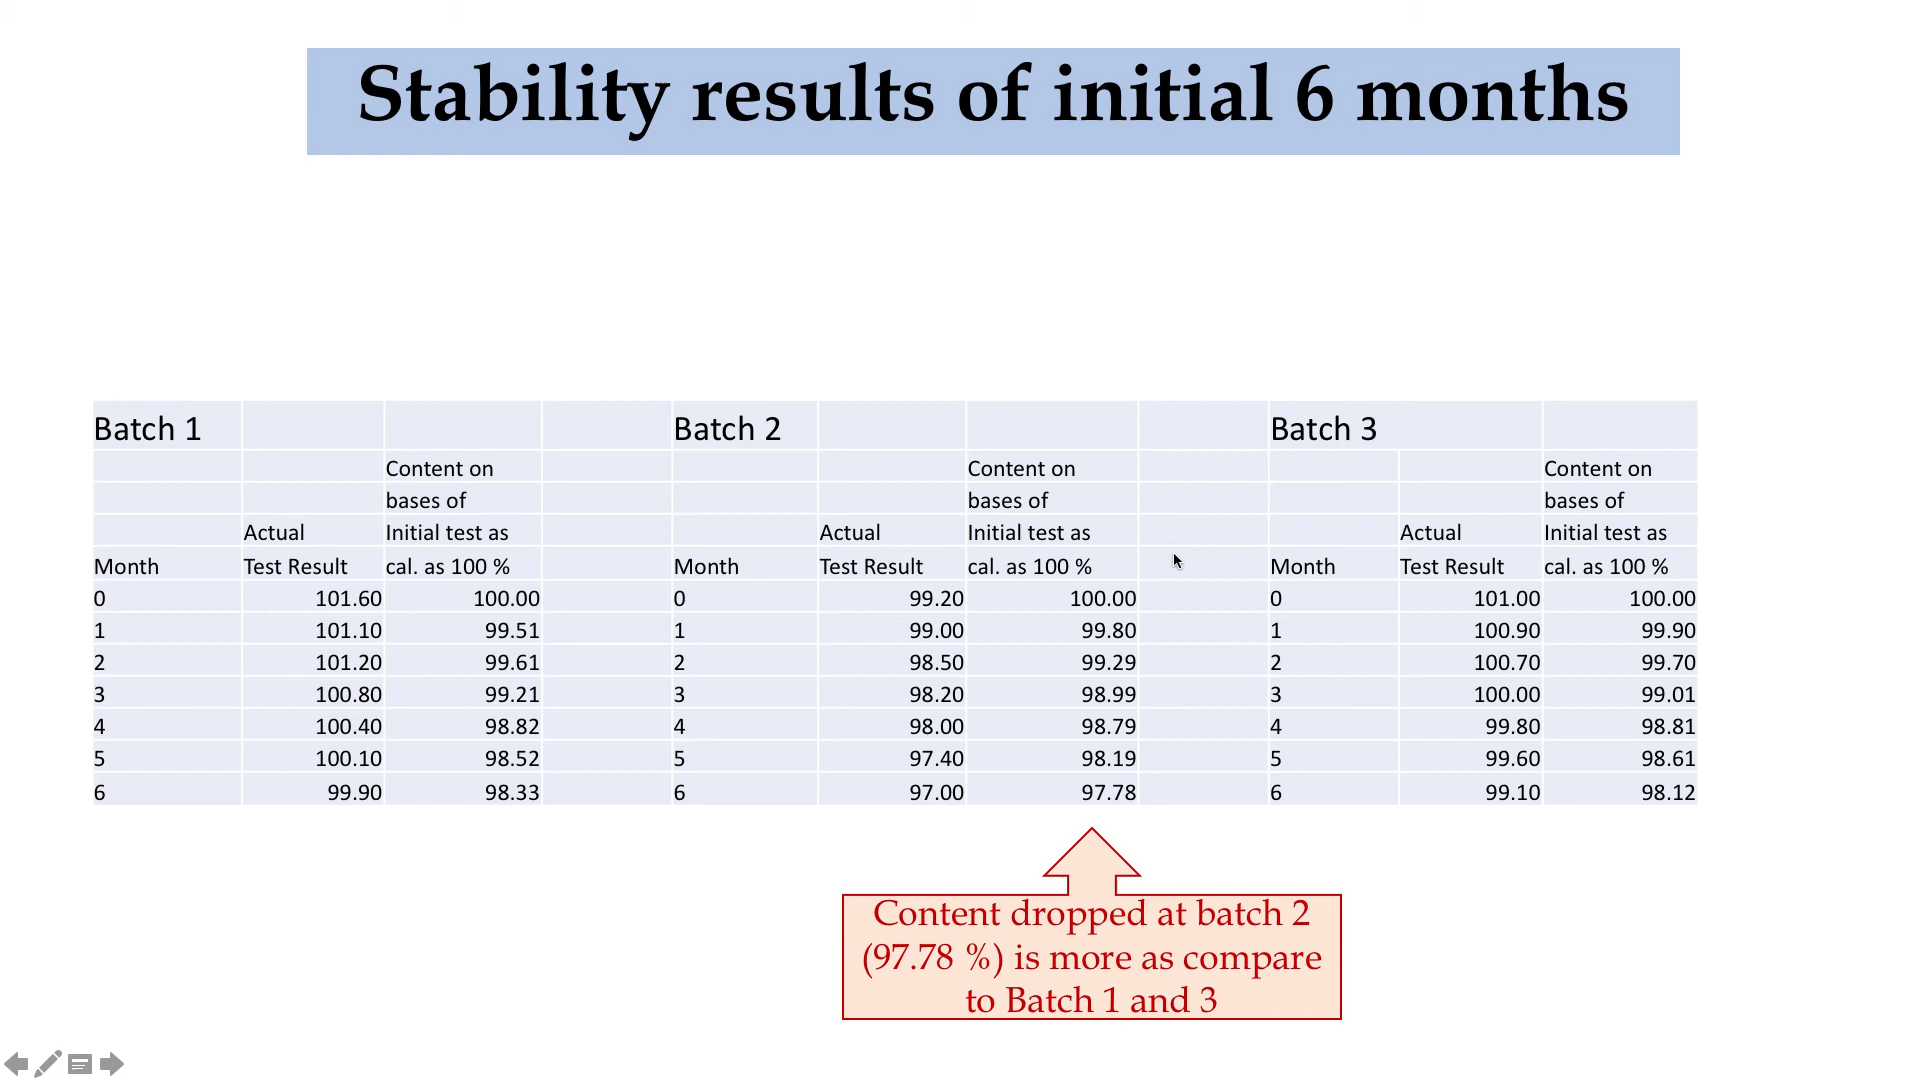 Stability results of initial 6 months
Batch 1 Batch 2 Batch 3
Content on Content on Content on
bases of bases of bases of
Actual Initial test as Actual Initial test as Actual Initial test as
Month Test Result cal. as 100 % Month Test Result cal. as 100 % Month Test Result cal. as 100 %
0 101.60 100.00 0 99.20 100.00 0 101.00 100.00
1 101.10 99.51 1 99.00 99.80 1 100.90 99.90
2 101.20 99.61 2 98.50 99.29 2 100.70 99.70
3 100.80 99.21 3 98.20 98.99 3 100.00 99.01
4 100.40 98.82 4 98.00 98.79 4 99.80 98.81
5 100.10 98.52 5 97.40 98.19 5 99.60 98.61
6 99.90 98.33 6 97.00 97.78 6 99.10 98.12
Content dropped at batch 2
(97.78 %) is more as compare
to Batch 1 and 3